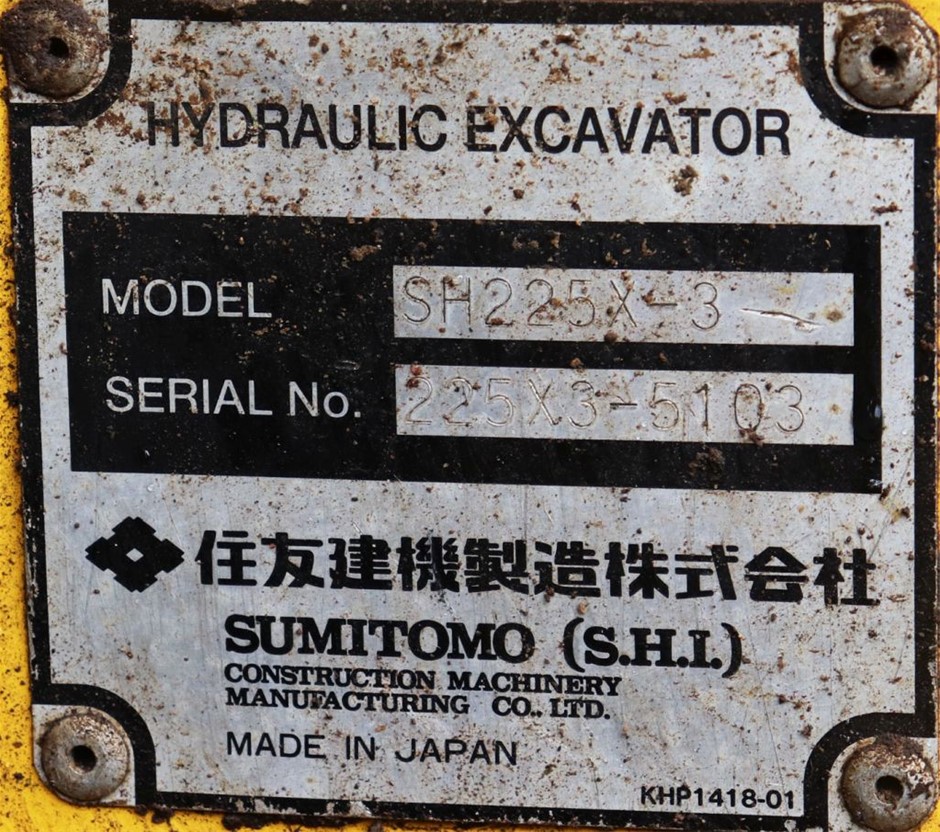 HYDRAULIC EXCAVATOR
MODEL SH225X-3
SERIAL No. 225X3-5103
住友建機製造株式会社
SUMITOMO (S.H.I.)
CONSTRUCTION MACHINERY
MANUFACTURING CO., LTD.
MADE IN JAPAN
KHP1418-01